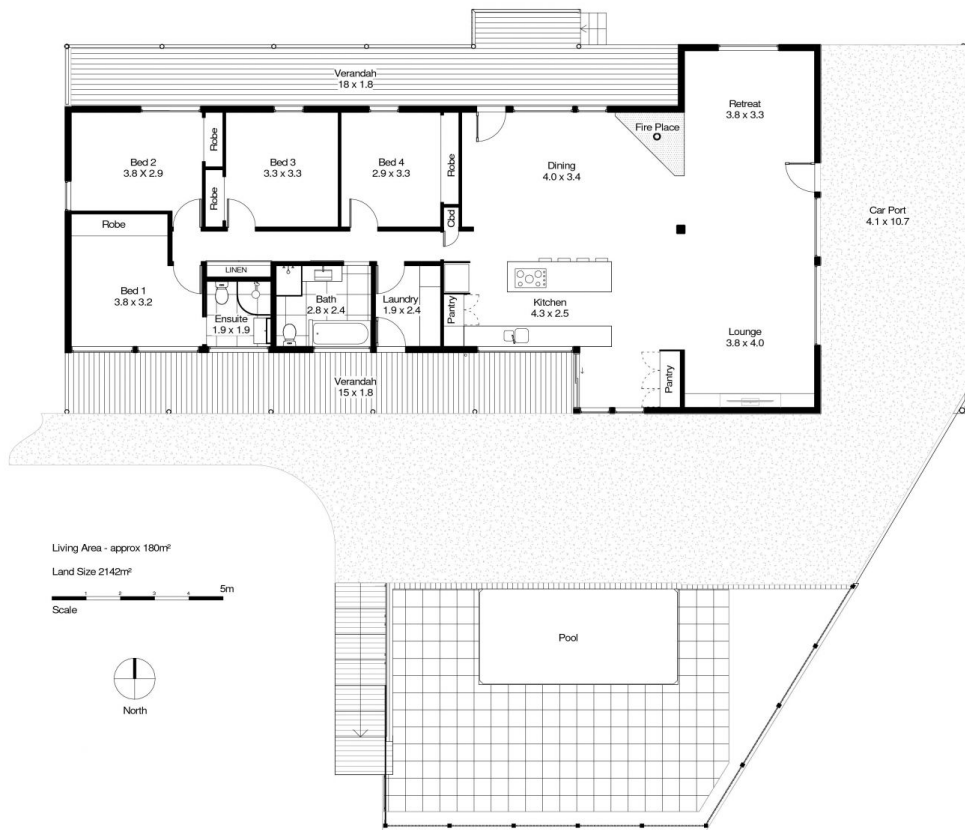 Verandah
18 x 1.8
Retreat
3.8 x 3.3
Fire Place
Bed 2
3.8 X 2.9
Robe
Robe
Bed 3
3.3 x 3.3
Bed 4
2.9 x 3.3
Robe
Cbd
Dining
4.0 x 3.4
Car Port
4.1 x 10.7
Robe
Bed 1
3.8 x 3.2
LINEN
Ensuite
1.9 x 1.9
Bath
2.8 x 2.4
Laundry
1.9 x 2.4
Pantry
Kitchen
4.3 x 2.5
Lounge
3.8 x 4.0
Pantry
Verandah
15 x 1.8
Living Area - approx 180m²
Land Size 2142m²
1 2 3 4 5m
Scale
North
Pool